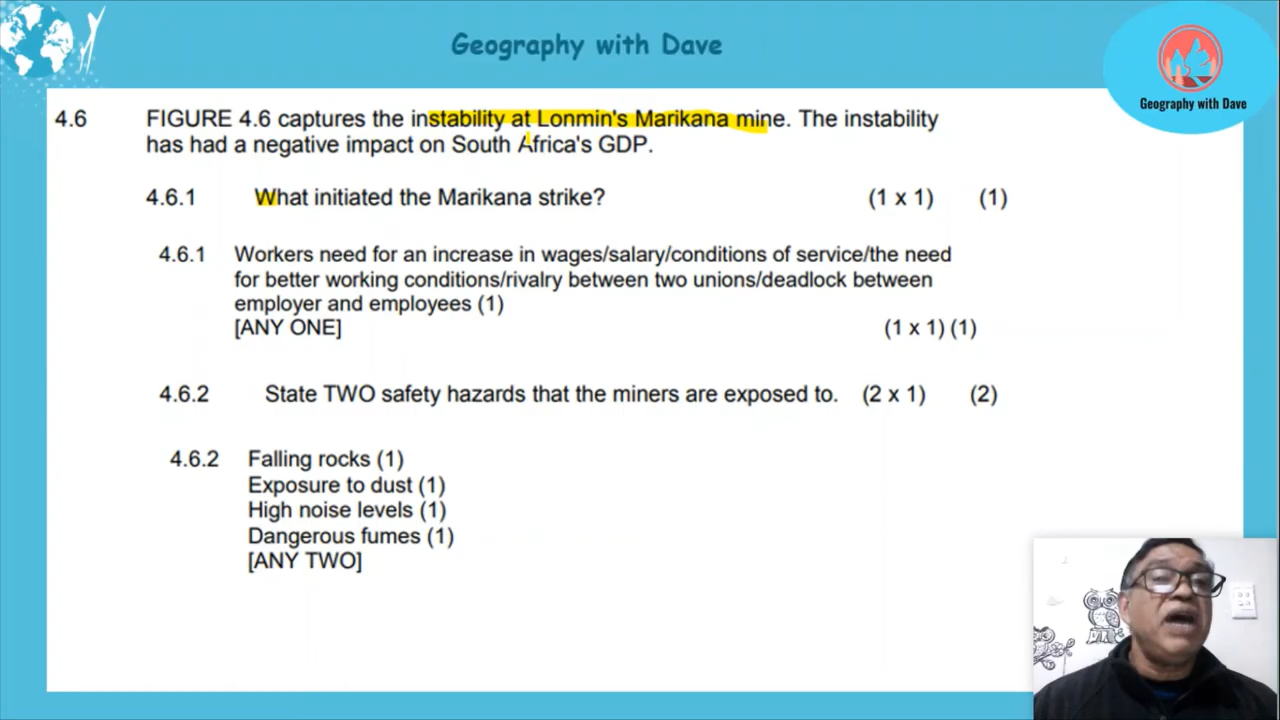 Geography with Dave
Geography with Dave
4.6 FIGURE 4.6 captures the instability at Lonmin's Marikana mine. The instability
has had a negative impact on South Africa's GDP.
4.6.1 What initiated the Marikana strike? (1 x 1) (1)
4.6.1 Workers need for an increase in wages/salary/conditions of service/the need
for better working conditions/rivalry between two unions/deadlock between
employer and employees (1)
[ANY ONE] (1 x 1) (1)
4.6.2 State TWO safety hazards that the miners are exposed to. (2 x 1) (2)
4.6.2 Falling rocks (1)
Exposure to dust (1)
High noise levels (1)
Dangerous fumes (1)
[ANY TWO]